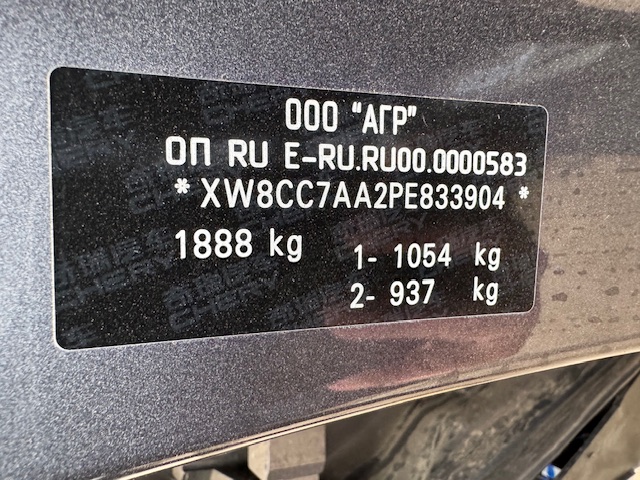 ООО "АГР"
ОП RU E-RU.RU00.0000583
*XW8CC7AA2PE833904*
1888 kg
1- 1054 kg
2- 937 kg